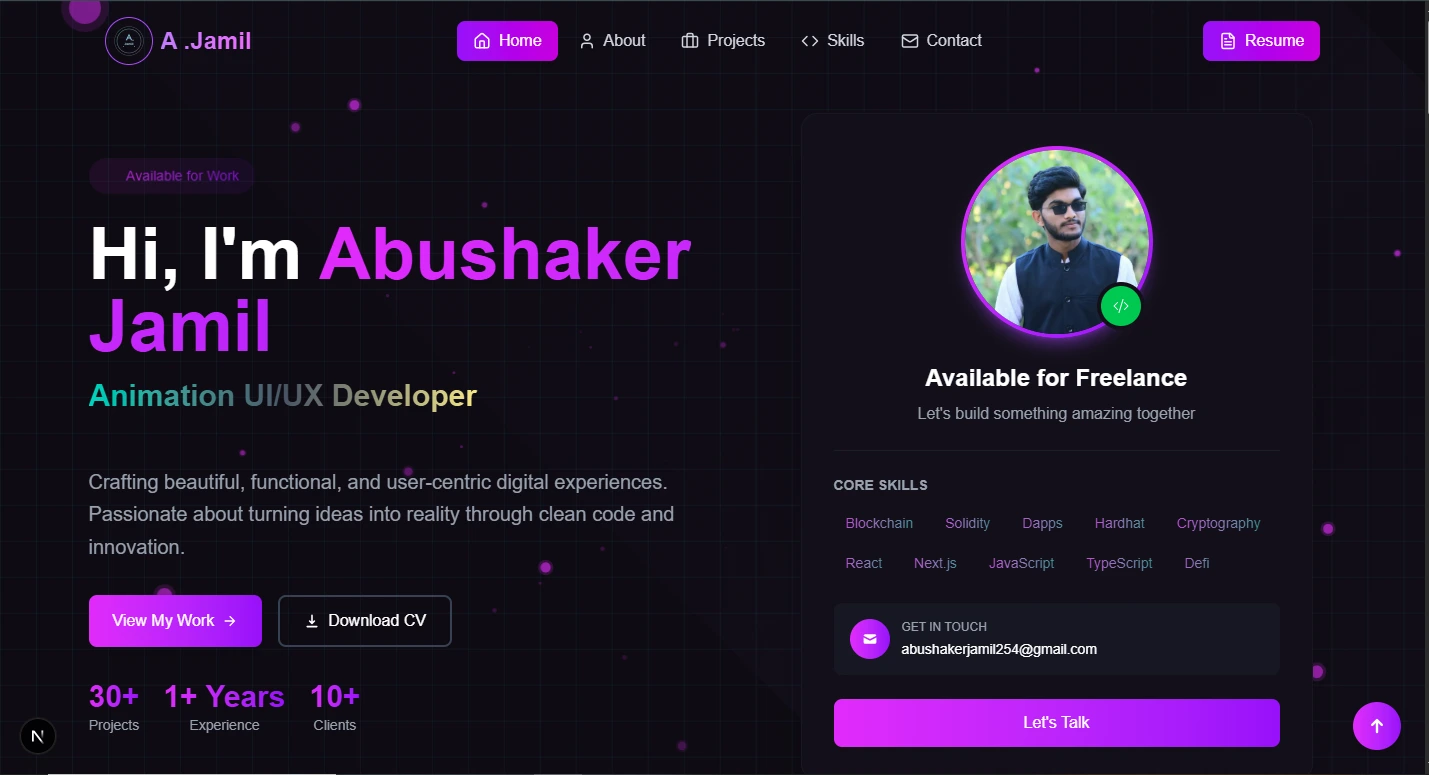 A .Jamil
Home
About
Projects
Skills
Contact
Resume
Available for Work
Hi, I'm Abushaker
Jamil
Animation UI/UX Developer
Crafting beautiful, functional, and user-centric digital experiences.
Passionate about turning ideas into reality through clean code and
innovation.
View My Work →
Download CV
30+
Projects
1+ Years
Experience
10+
Clients
</>
Available for Freelance
Let's build something amazing together
CORE SKILLS
Blockchain Solidity Dapps Hardhat Cryptography
React Next.js JavaScript TypeScript Defi
GET IN TOUCH
abushakerjamil254@gmail.com
Let's Talk
N